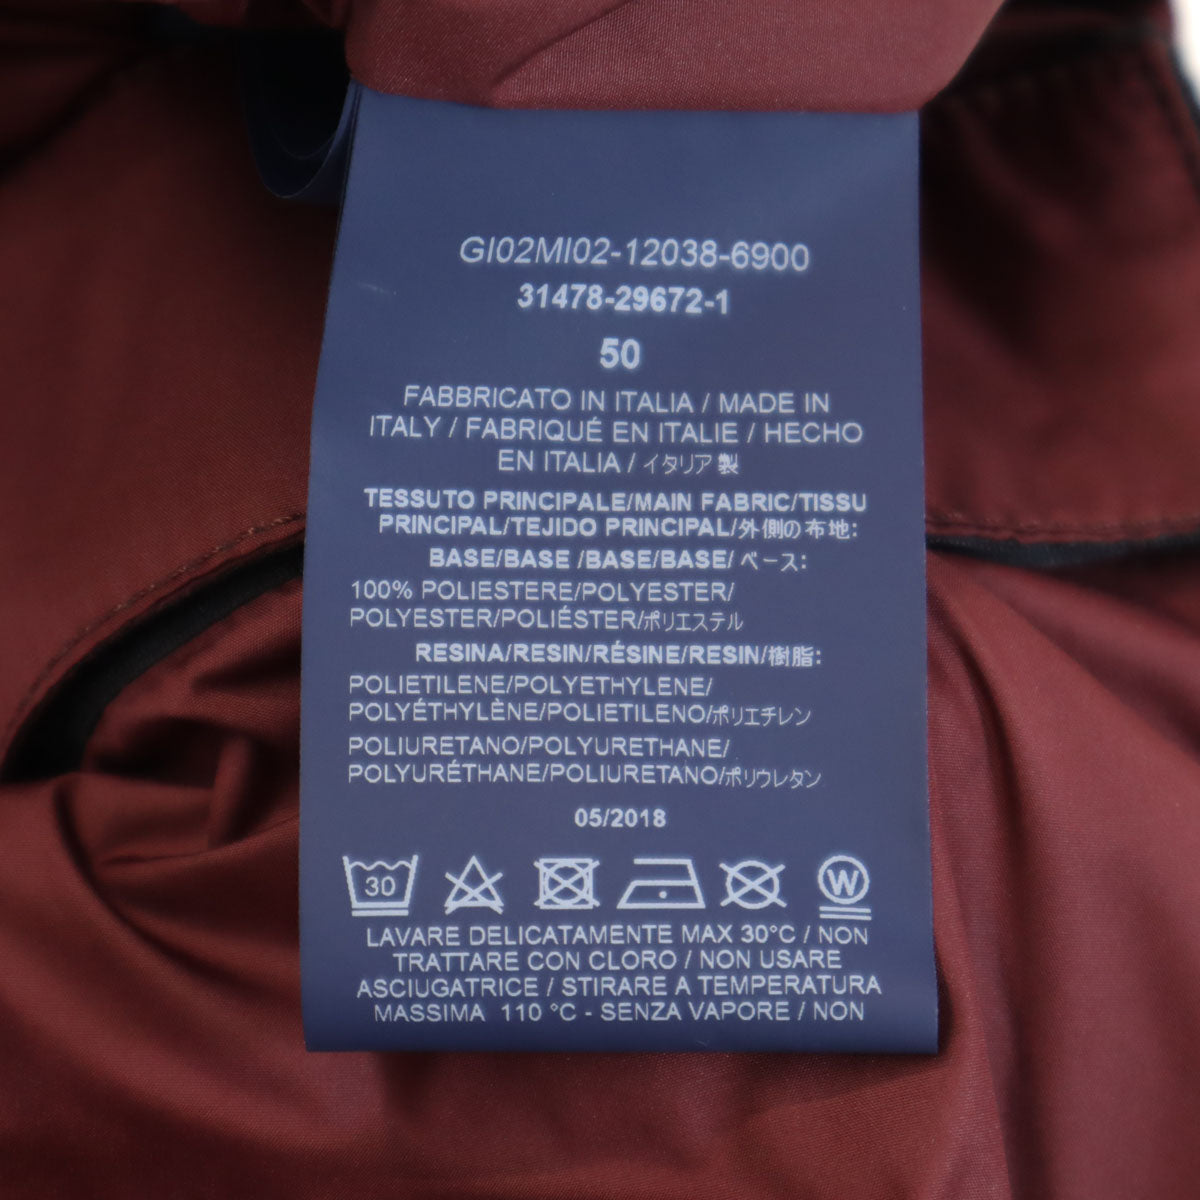 GI02MI02-12038-6900
31478-29672-1
50
FABBRICATO IN ITALIA / MADE IN
ITALY / FABRIQUÉ EN ITALIE / HECHO
EN ITALIA / イタリア製
TESSUTO PRINCIPALE/MAIN FABRIC/TISSU
PRINCIPAL/TEJIDO PRINCIPAL/外側の布地:
BASE/BASE /BASE/BASE/ベース:
100% POLIESTERE/POLYESTER/
POLYESTER/POLIÉSTER/ポリエステル
RESINA/RESIN/RÉSINE/RESIN/樹脂:
POLIETILENE/POLYETHYLENE/
POLYÉTHYLÈNE/POLIETILENO/ポリエチレン
POLIURETANO/POLYURETHANE/
POLYURÉTHANE/POLIURETANO/ポリウレタン
05/2018
30 W
LAVARE DELICATAMENTE MAX 30°C / NON
TRATTARE CON CLORO / NON USARE
ASCIUGATRICE / STIRARE A TEMPERATURA
MASSIMA 110 °C - SENZA VAPORE / NON